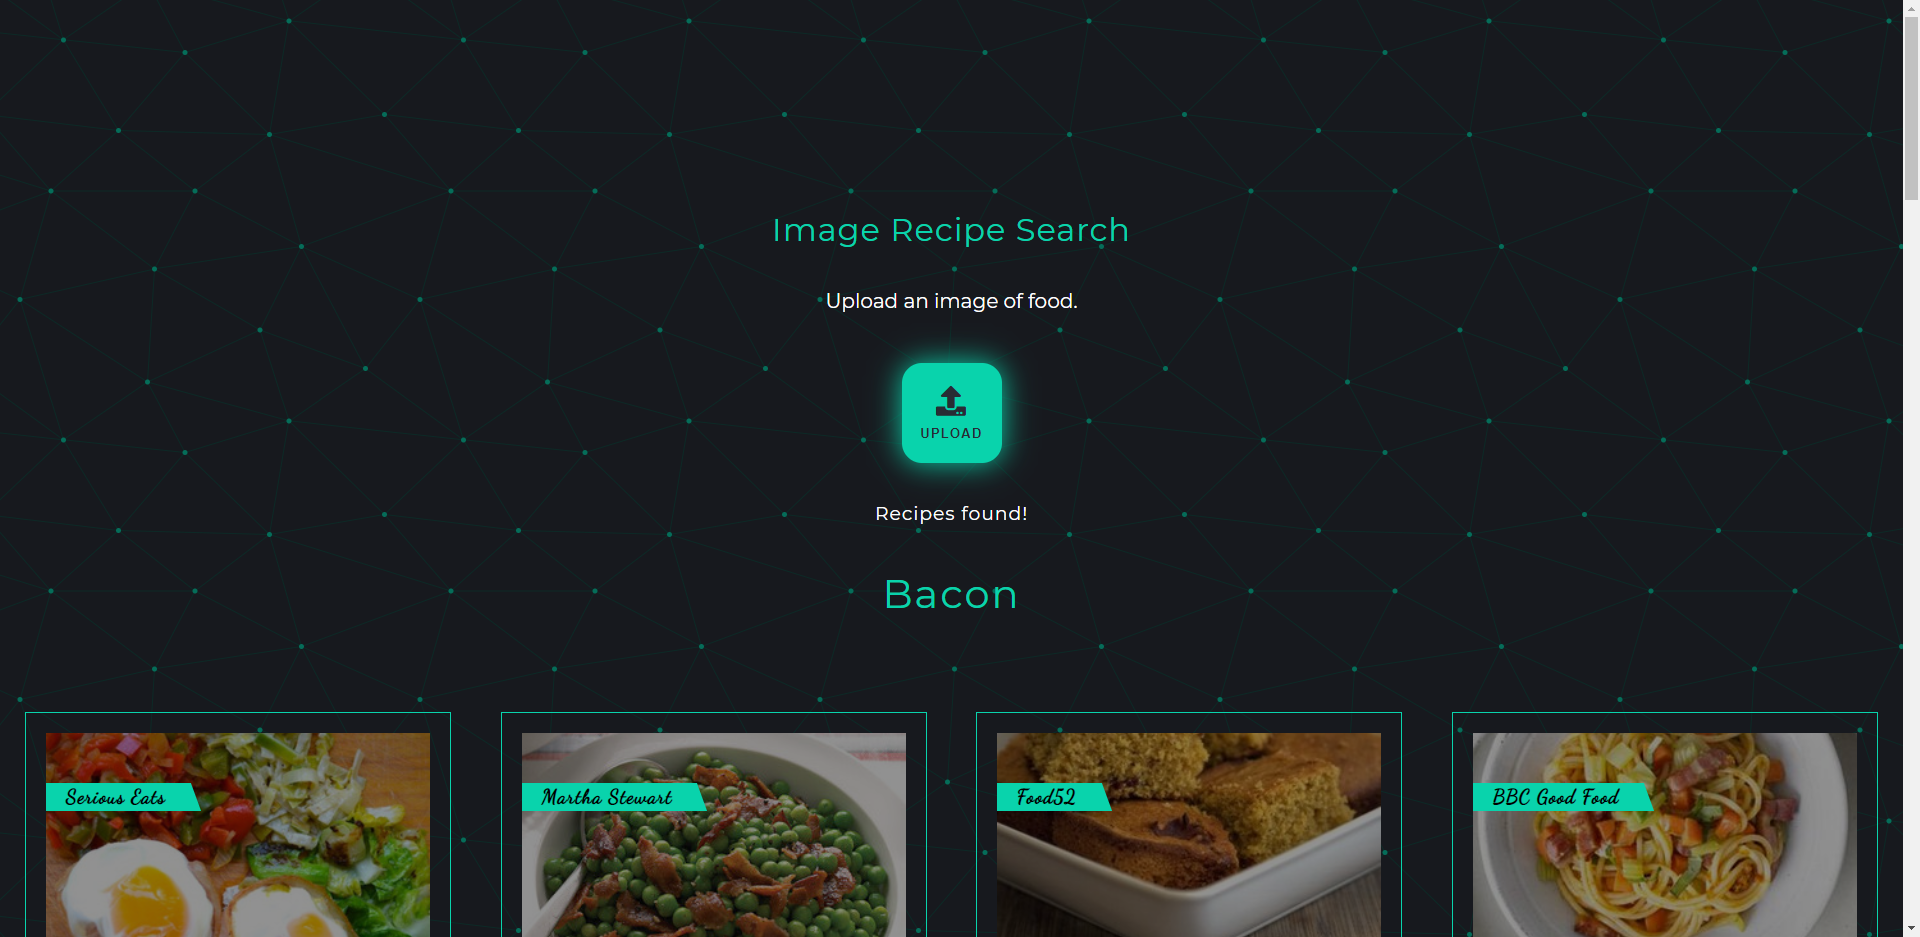 Image Recipe Search
Upload an image of food.
UPLOAD
Recipes found!
Bacon
Serious Eats
Martha Stewart
Food52
BBC Good Food